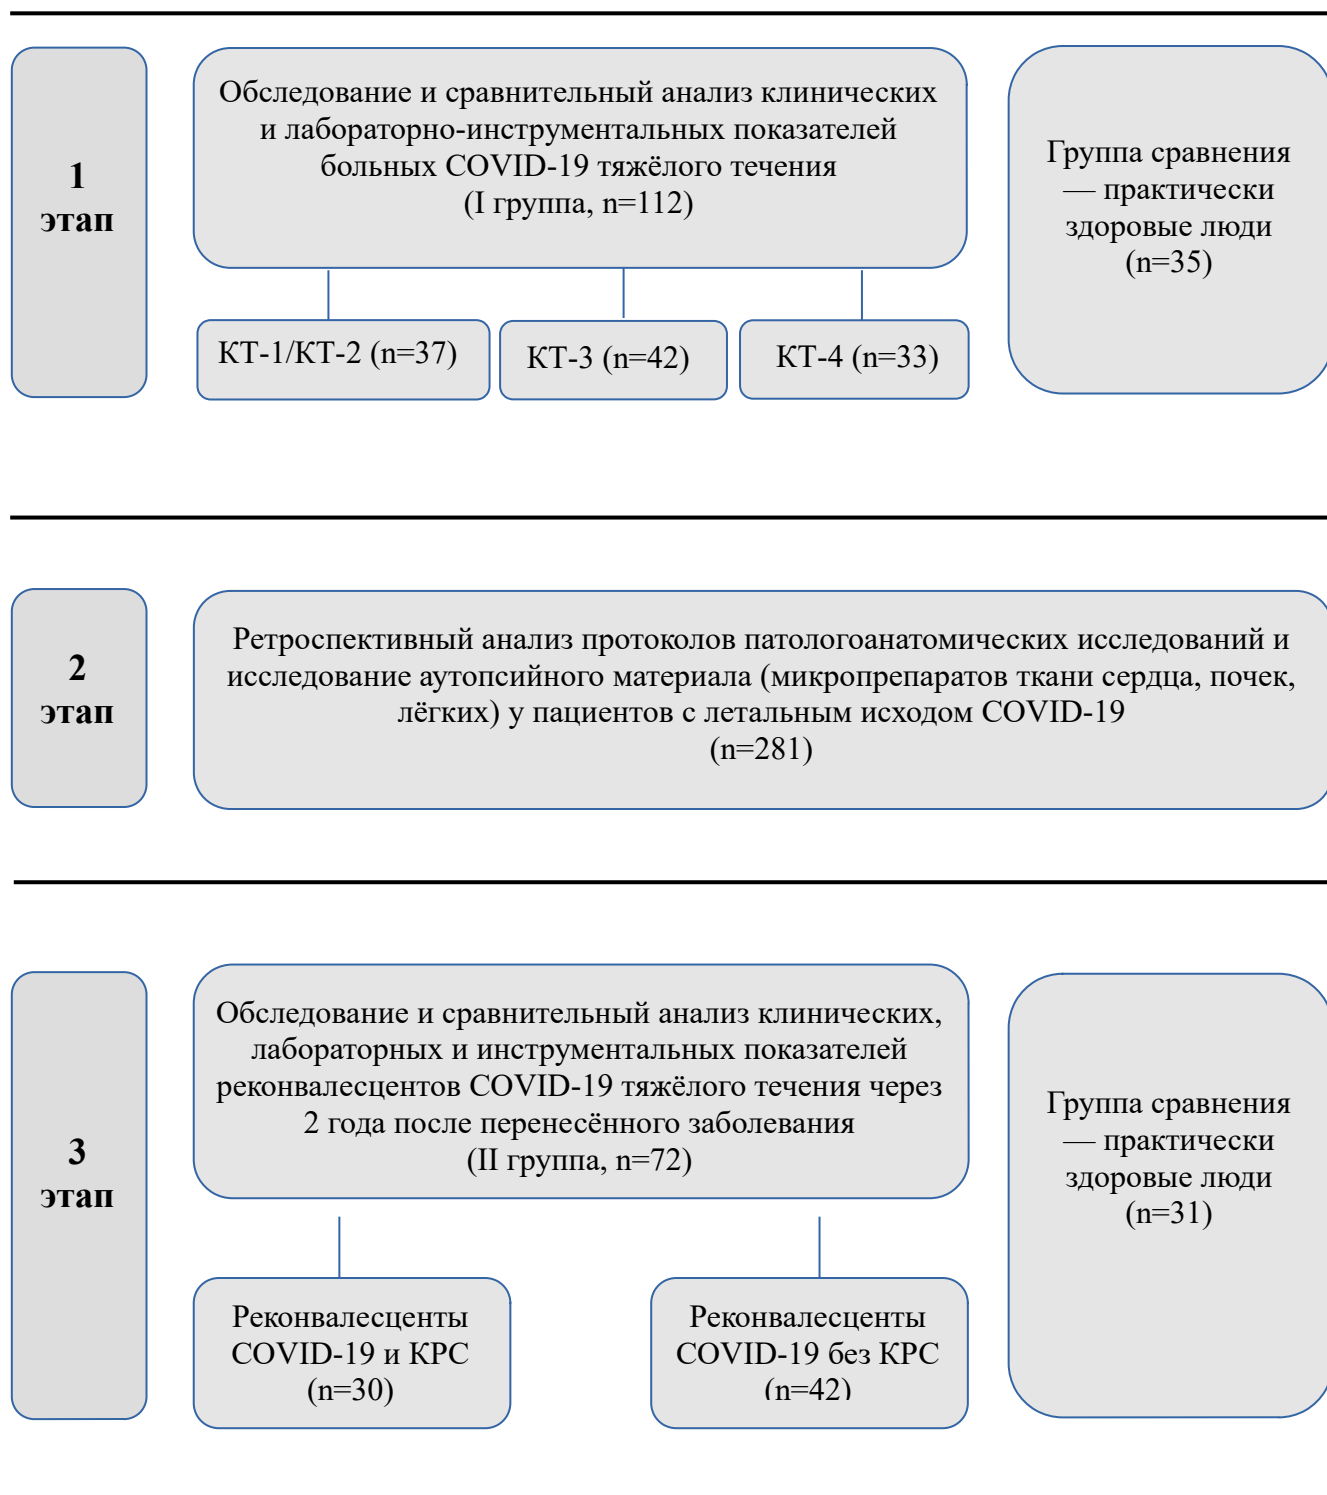 1
этап
Обследование и сравнительный анализ клинических
и лабораторно-инструментальных показателей
больных COVID-19 тяжёлого течения
(I группа, n=112)
Группа сравнения
— практически
здоровые люди
(n=35)
КТ-1/КТ-2 (n=37)
КТ-3 (n=42)
КТ-4 (n=33)
2
этап
Ретроспективный анализ протоколов патологоанатомических исследований и
исследование аутопсийного материала (микропрепаратов ткани сердца, почек,
лёгких) у пациентов с летальным исходом COVID-19
(n=281)
3
этап
Обследование и сравнительный анализ клинических,
лабораторных и инструментальных показателей
реконвалесцентов COVID-19 тяжёлого течения через
2 года после перенесённого заболевания
(II группа, n=72)
Группа сравнения
— практически
здоровые люди
(n=31)
Реконвалесценты
COVID-19 и КРС
(n=30)
Реконвалесценты
COVID-19 без КРС
(n=42)